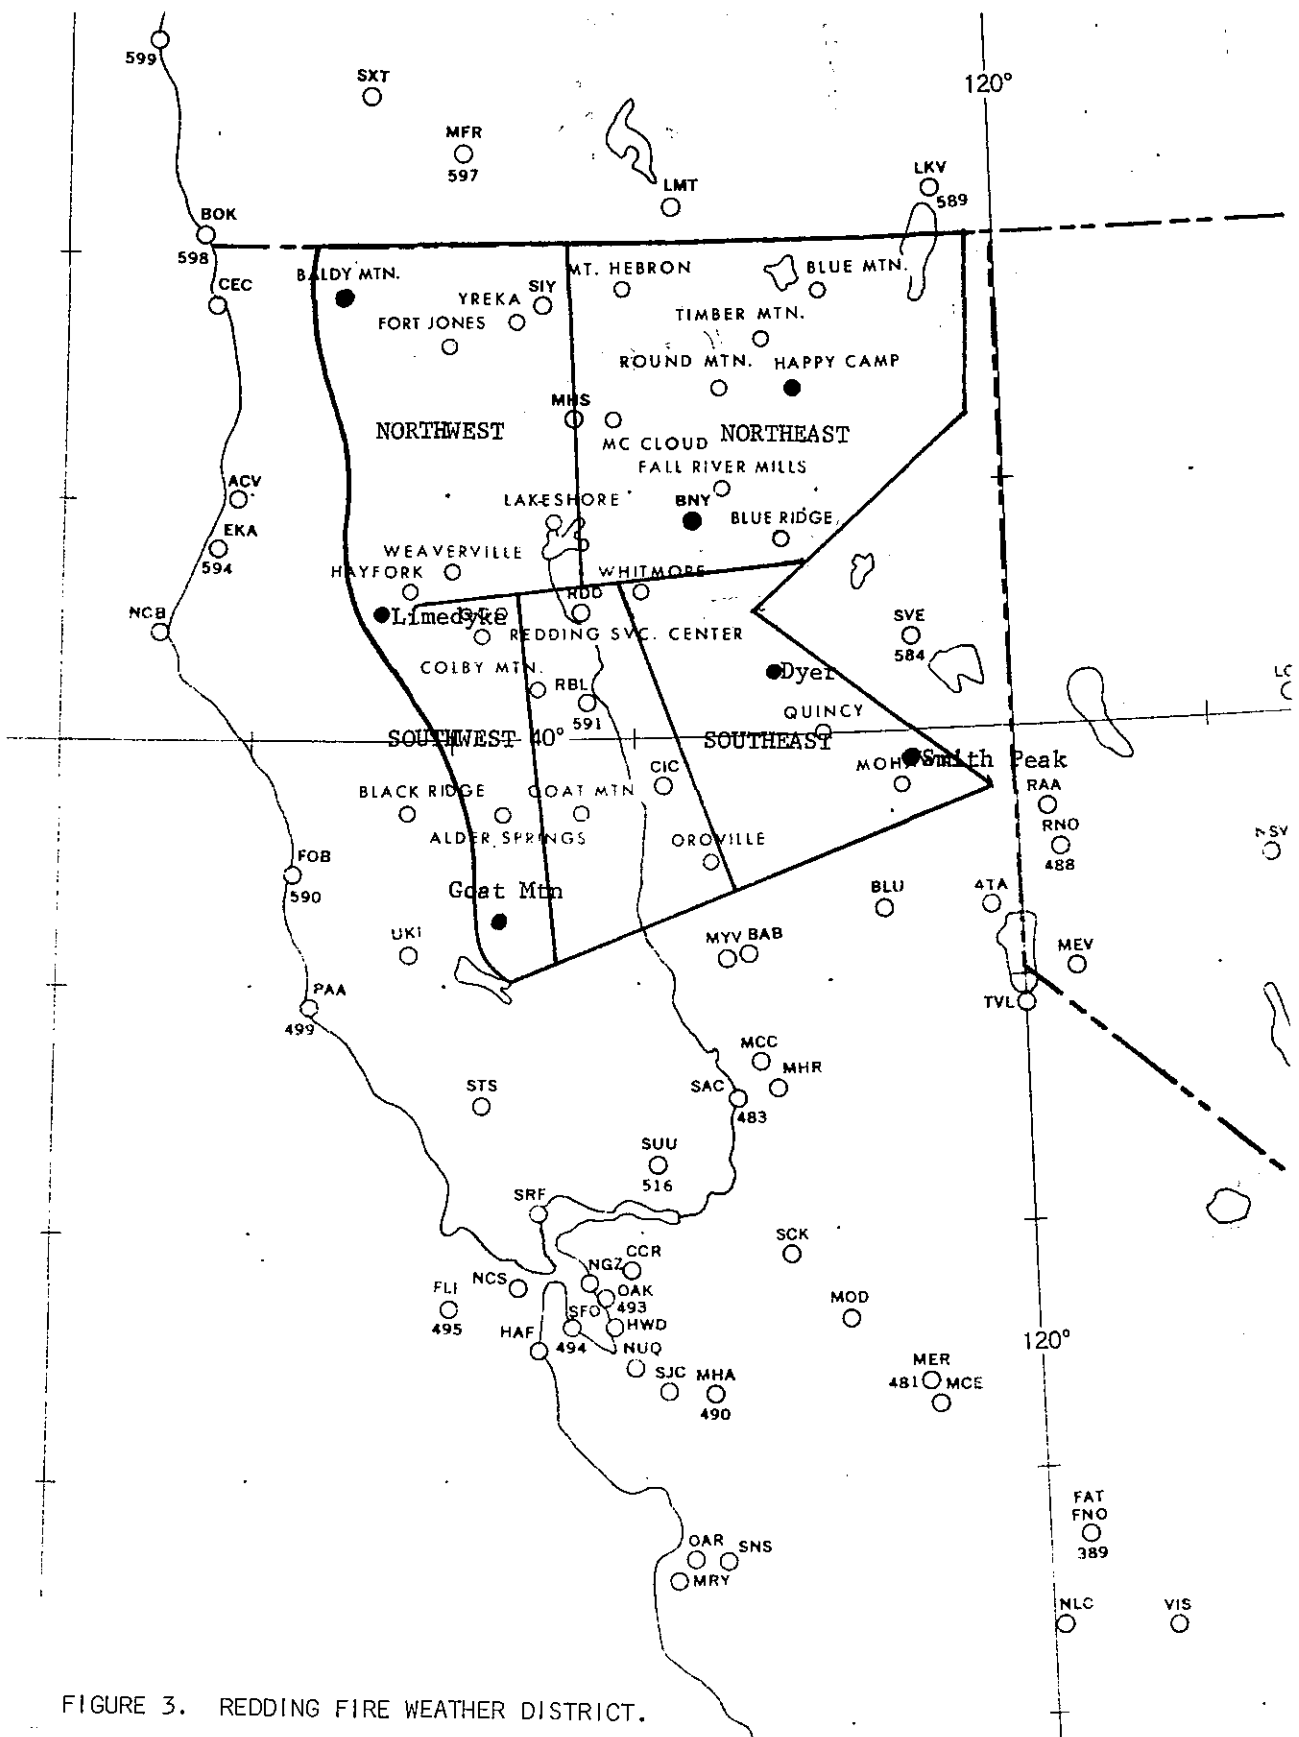 599
SXT
120°
MFR
597
LMT
LKV
589
BOK
598
CEC
BALDY MTN.
MT. HEBRON
BLUE MTN.
YREKA
SIY
FORT JONES
TIMBER MTN.
ROUND MTN.
HAPPY CAMP
MHS
NORTHWEST
MC CLOUD
NORTHEAST
FALL RIVER MILLS
ACV
LAKESHORE
BNY
BLUE RIDGE
EKA
594
WEAVERVILLE
HAYFORK
WHITMORE
RDD
NCB
Limedyke
REDDING SVC. CENTER
SVE
584
COLBY MTN.
RBL
591
Dyer
QUINCY
SOUTHWEST
40°
SOUTHEAST
CIC
Smith Peak
RAA
BLACK RIDGE
GOAT MTN
ALDER SPRINGS
OROVILLE
RNO
488
FOB
590
Goat Mtn
BLU
4TA
UKI
MYV
BAB
MEV
PAA
499
TVL
MCC
MHR
STS
SAC
483
SUU
516
SRF
SCK
CCR
NGZ
NCS
FLI
495
OAK
493
SFO
494
HWD
HAF
MOD
120°
NUQ
SJC
MHA
490
MER
481
MCE
FAT
FNO
389
OAR
SNS
MRY
NLC
VIS
FIGURE 3. REDDING FIRE WEATHER DISTRICT.